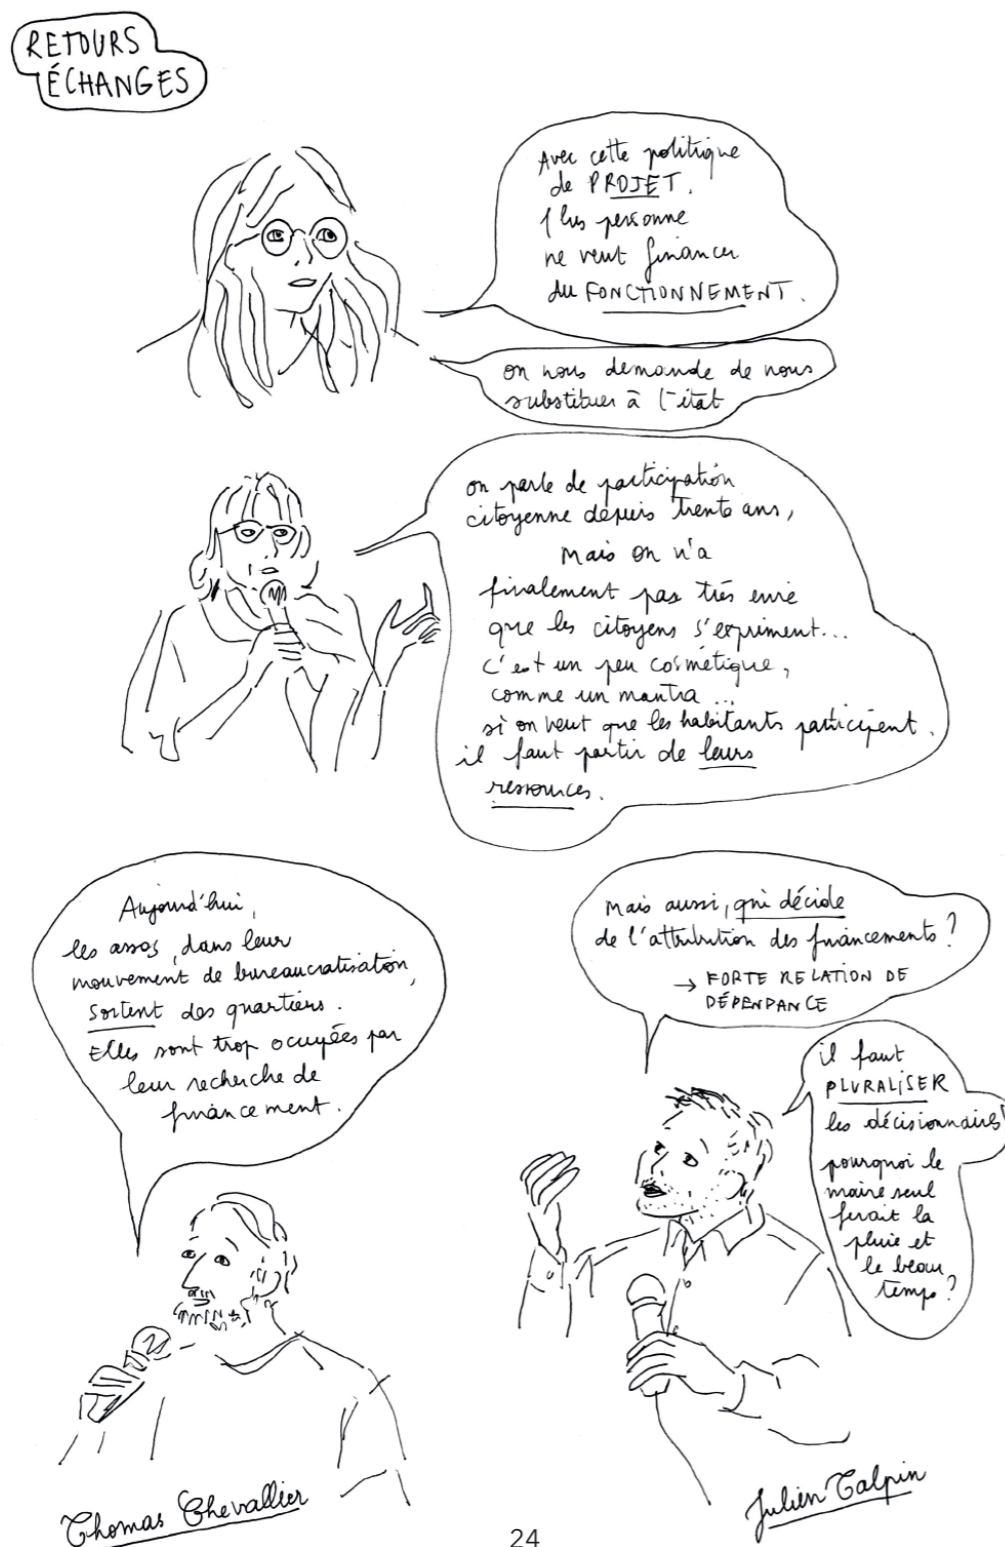 RETOURS
ÉCHANGES
Avec cette politique
de PROJET.
Plus personne
ne veut financer
du FONCTIONNEMENT.
on nous demande de nous
substituer à l'état
on parle de participation
citoyenne depuis trente ans,
mais on n'a
finalement pas très envie
que les citoyens s'expriment...
c'est un peu cosmétique,
comme un mantra...
si on veut que les habitants participent.
il faut partir de leurs
ressources.
Aujourd'hui,
les assos, dans leur
mouvement de bureaucratisation,
sortent des quartiers.
Elles sont trop occupées par
leur recherche de
financement.
Mais aussi, qui décide
de l'attribution des financements ?
→ FORTE RELATION DE
DÉPENDANCE
il faut
PLURALISER
les décisionnaires!
pourquoi le
maire seul
ferait la
pluie et
le beau
temps ?
Thomas Chevallier
Julien Talpin
24